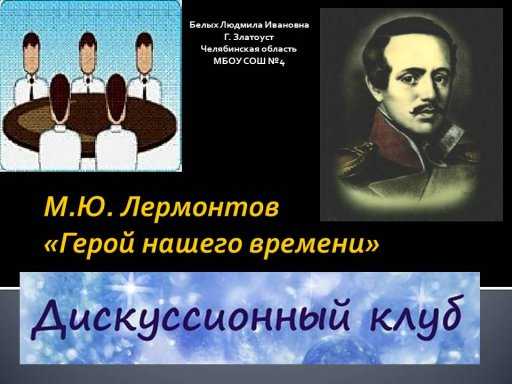 Белых Людмила Ивановна
Г. Златоуст
Челябинская область
МБОУ СОШ №4
М.Ю. Лермонтов
«Герой нашего времени»
Дискуссионный клуб